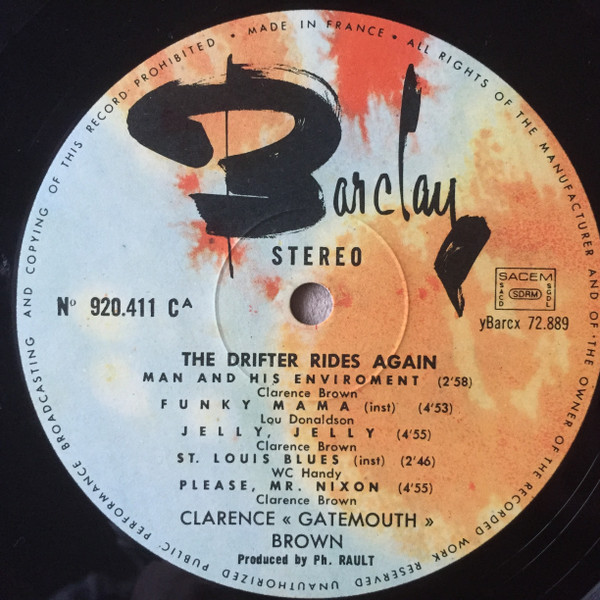 MADE IN FRANCE • ALL RIGHTS OF THE MANUFACTURER AND OF THE OWNER OF THE RECORDED WORK RESERVED UNAUTHORIZED PUBLIC PERFORMANCE BROADCASTING AND COPYING OF THIS RECORD PROHIBITED •
Barclay
STEREO
Nº 920.411 CA
SACEM
SACD
SDRM
SGDL
yBarcx 72.889
THE DRIFTER RIDES AGAIN
MAN AND HIS ENVIROMENT (2'58)
Clarence Brown
FUNKY MAMA (inst) (4'53)
Lou Donaldson
JELLY, JELLY (4'55)
Clarence Brown
ST. LOUIS BLUES (inst) (2'46)
WC Handy
PLEASE, MR. NIXON (4'55)
Clarence Brown
CLARENCE « GATEMOUTH »
BROWN
Produced by Ph. RAULT